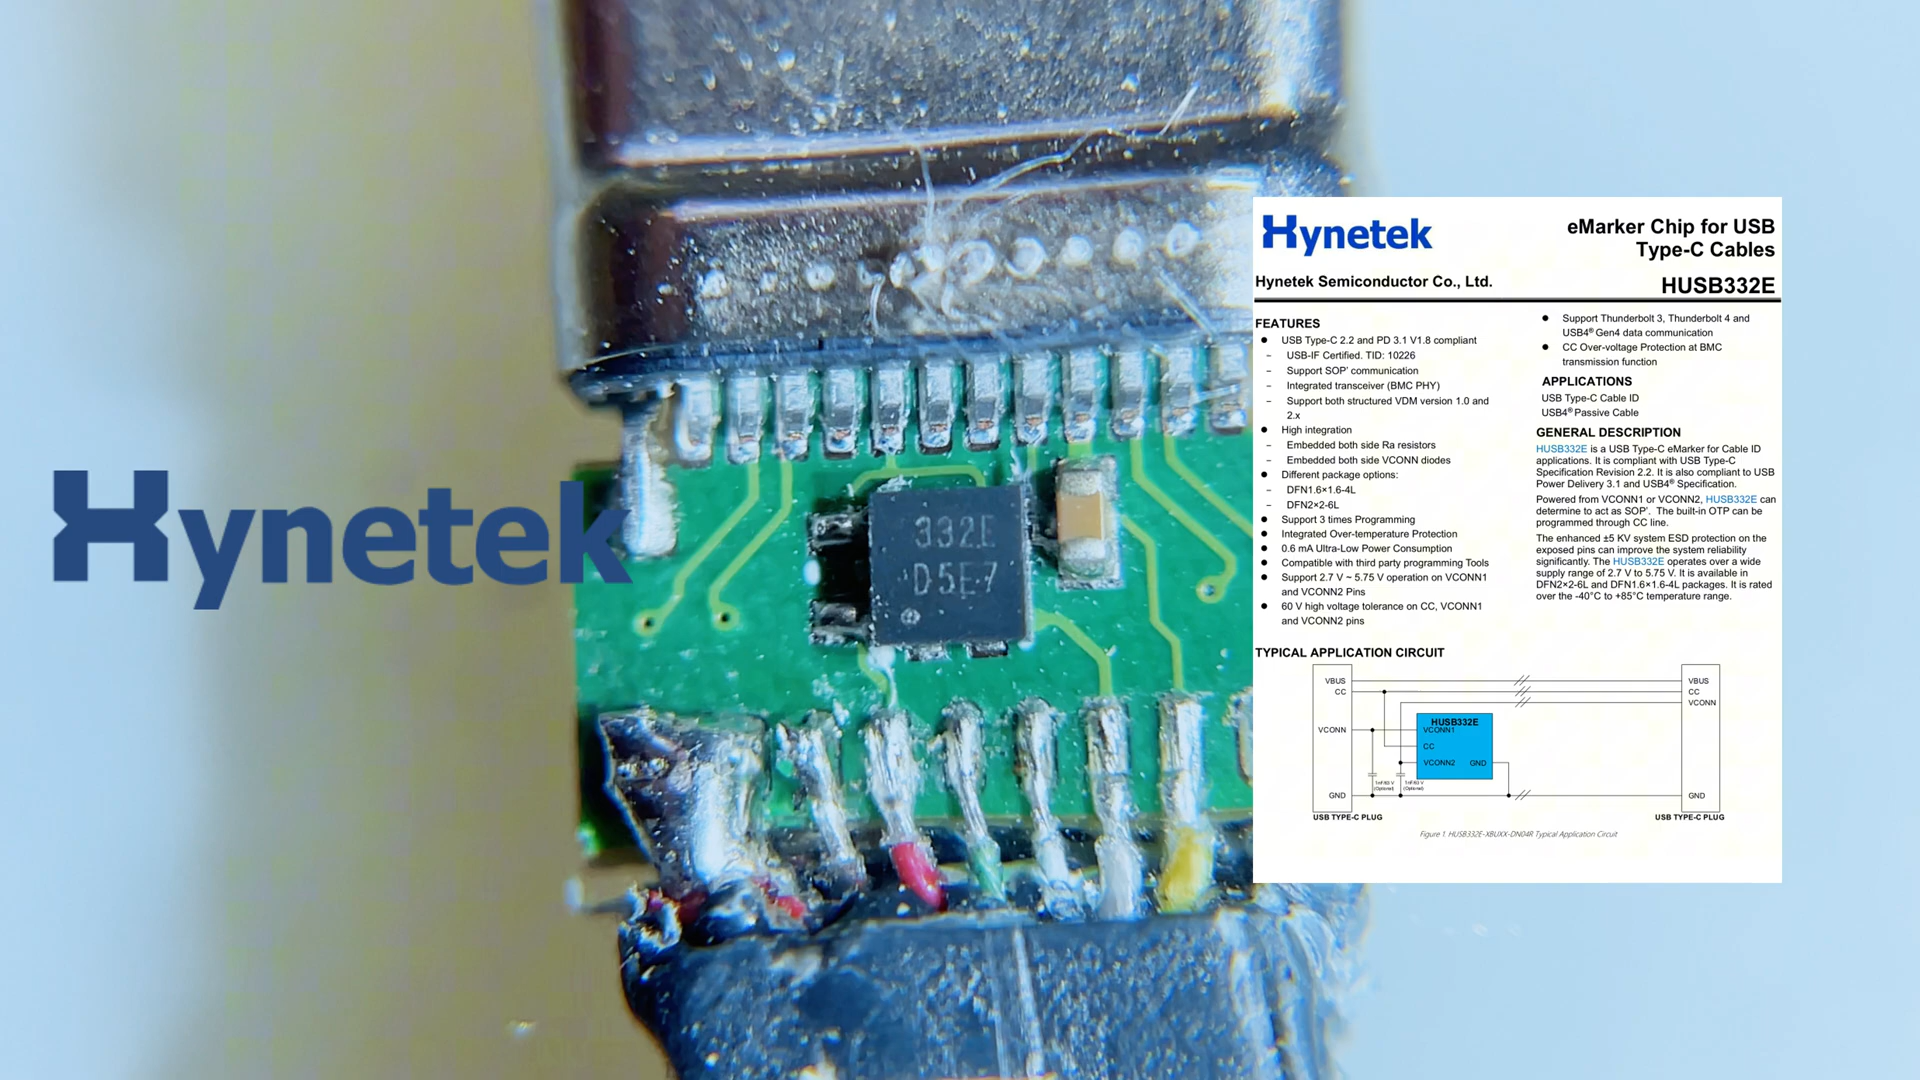 Hynetek
332E
D5E7
Hynetek
eMarker Chip for USB
Type-C Cables
Hynetek Semiconductor Co., Ltd.
HUSB332E
FEATURES
● USB Type-C 2.2 and PD 3.1 V1.8 compliant
− USB-IF Certified. TID: 10226
− Support SOP' communication
− Integrated transceiver (BMC PHY)
− Support both structured VDM version 1.0 and
2.x
● High integration
− Embedded both side Ra resistors
− Embedded both side VCONN diodes
● Different package options:
− DFN1.6×1.6-4L
− DFN2×2-6L
● Support 3 times Programming
● Integrated Over-temperature Protection
● 0.6 mA Ultra-Low Power Consumption
● Compatible with third party programming Tools
● Support 2.7 V ~ 5.75 V operation on VCONN1
and VCONN2 Pins
● 60 V high voltage tolerance on CC, VCONN1
and VCONN2 pins
● Support Thunderbolt 3, Thunderbolt 4 and
USB4® Gen4 data communication
● CC Over-voltage Protection at BMC
transmission function
APPLICATIONS
USB Type-C Cable ID
USB4® Passive Cable
GENERAL DESCRIPTION
HUSB332E is a USB Type-C eMarker for Cable ID
applications. It is compliant with USB Type-C
Specification Revision 2.2. It is also compliant to USB
Power Delivery 3.1 and USB4® Specification.
Powered from VCONN1 or VCONN2, HUSB332E can
determine to act as SOP'. The built-in OTP can be
programmed through CC line.
The enhanced ±5 KV system ESD protection on the
exposed pins can improve the system reliability
significantly. The HUSB332E operates over a wide
supply range of 2.7 V to 5.75 V. It is available in
DFN2×2-6L and DFN1.6×1.6-4L packages. It is rated
over the -40°C to +85°C temperature range.
TYPICAL APPLICATION CIRCUIT
VBUS
CC
VCONN
GND
USB TYPE-C PLUG
HUSB332E
VCONN1
CC
VCONN2 GND
1nF/63 V
(Optional)
1nF/63 V
(Optional)
VBUS
CC
VCONN
GND
USB TYPE-C PLUG
Figure 1 HUSB332E-XBUXX-DN04R Typical Application Circuit